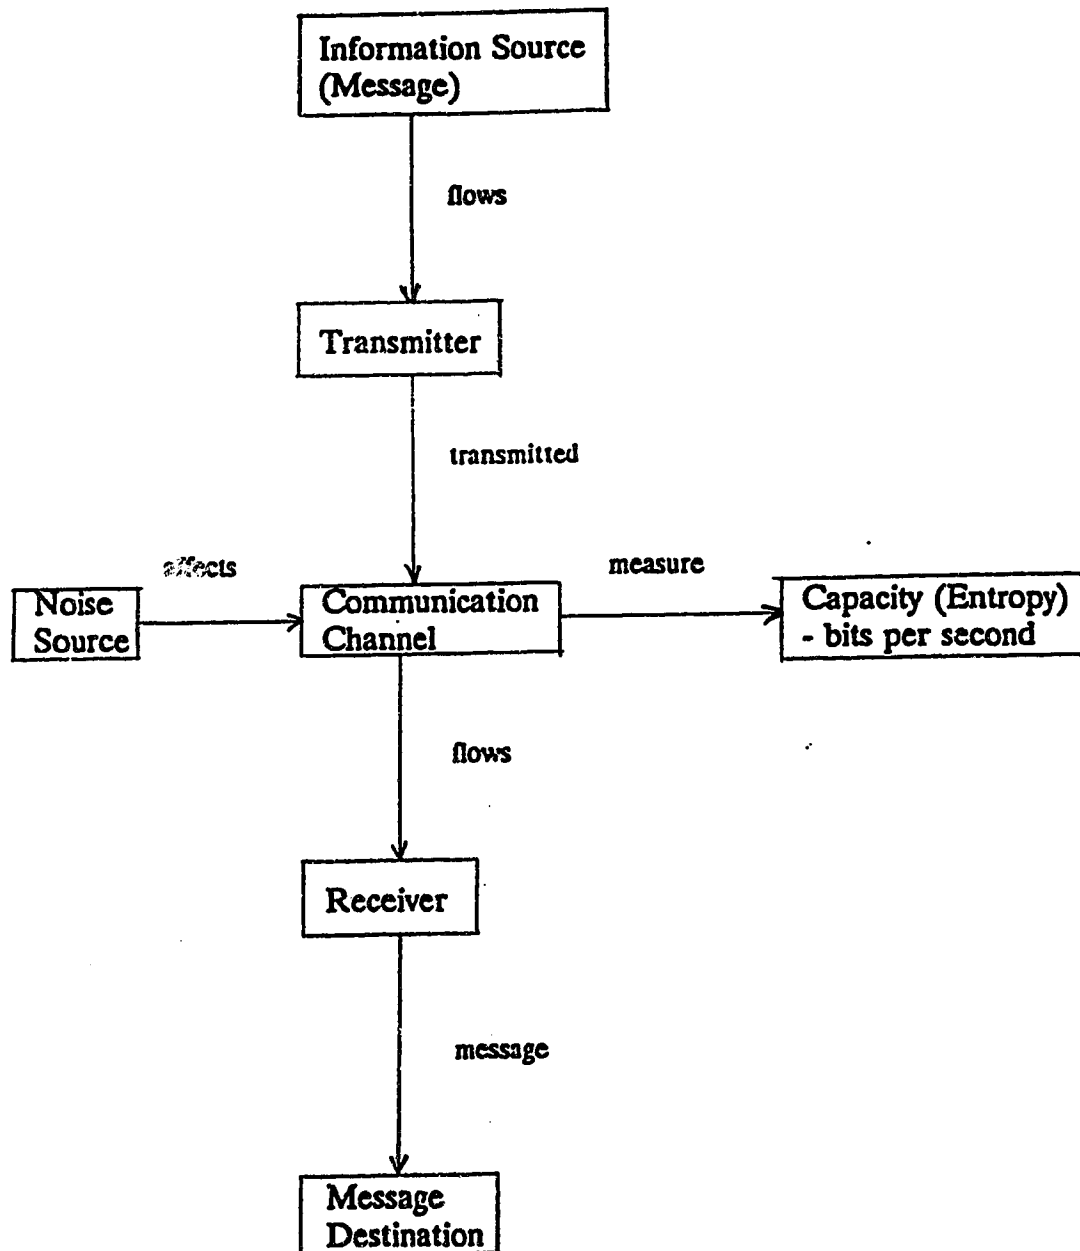 Information Source
(Message)
flows
Transmitter
transmitted
affects
measure
Noise
Source
Communication
Channel
Capacity (Entropy)
- bits per second
flows
Receiver
message
Message
Destination